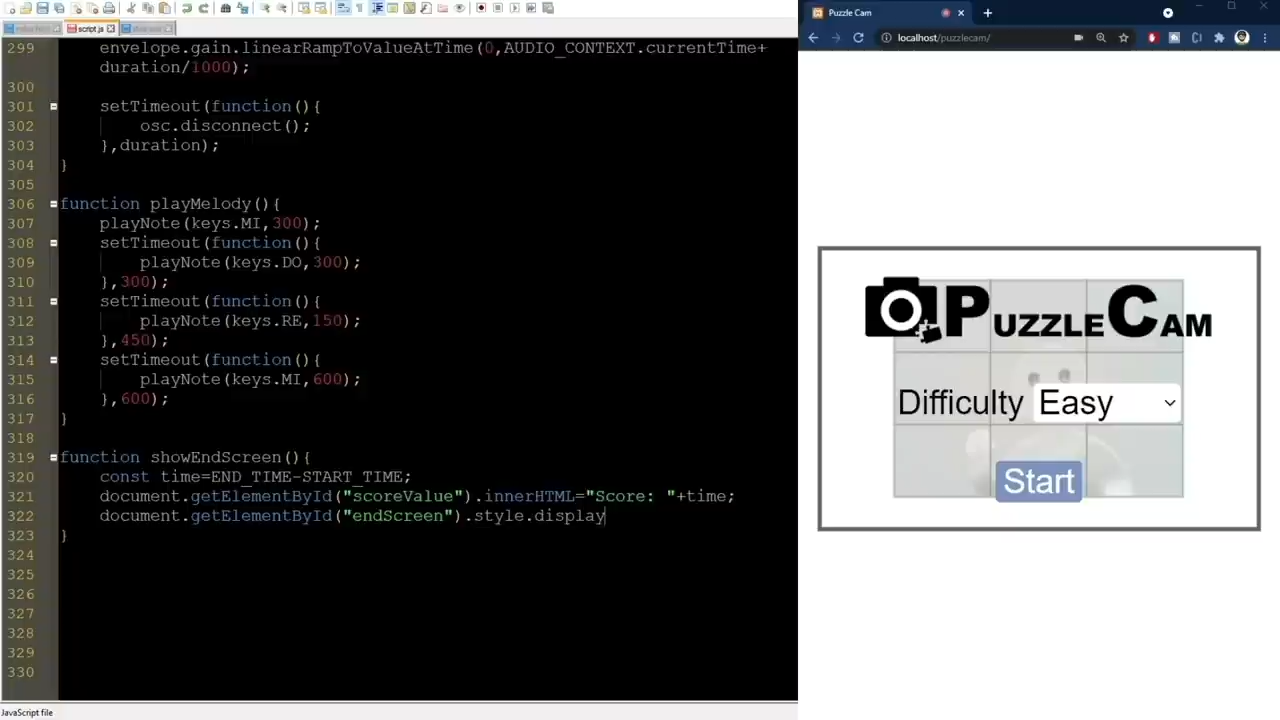 script.js
Puzzle Cam
localhost/puzzlecam/
299 envelope.gain.linearRampToValueAtTime(0,AUDIO_CONTEXT.currentTime+
duration/1000);
300
301 setTimeout(function(){
302 osc.disconnect();
303 },duration);
304 }
305
306 function playMelody(){
307 playNote(keys.MI,300);
308 setTimeout(function(){
309 playNote(keys.DO,300);
310 },300);
311 setTimeout(function(){
312 playNote(keys.RE,150);
313 },450);
314 setTimeout(function(){
315 playNote(keys.MI,600);
316 },600);
317 }
318
319 function showEndScreen(){
320 const time=END_TIME-START_TIME;
321 document.getElementById("scoreValue").innerHTML="Score: "+time;
322 document.getElementById("endScreen").style.display
323 }
324
325
326
327
328
329
330
PUZZLECAM
Difficulty Easy
Start
JavaScript file